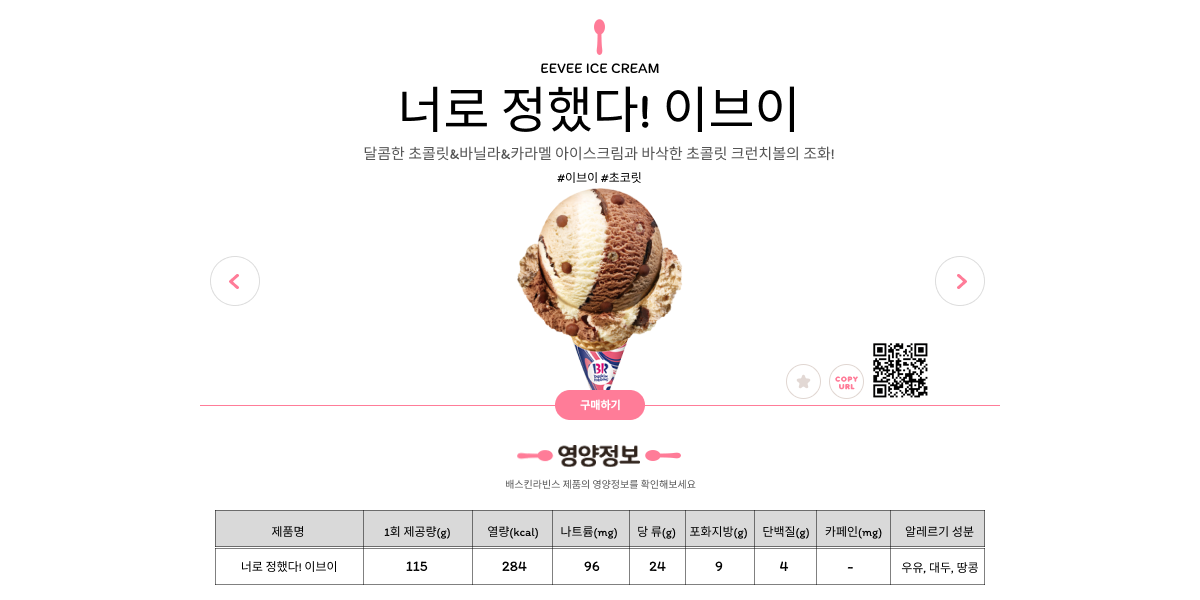 EEVEE ICE CREAM
너로 정했다! 이브이
달콤한 초콜릿&바닐라&카라멜 아이스크림과 바삭한 초콜릿 크런치볼의 조화!
#이브이 #초코릿
BR
COPY
URL
구매하기
영양정보
배스킨라빈스 제품의 영양정보를 확인해보세요
제품명 1회 제공량(g) 열량(kcal) 나트륨(mg) 당 류(g) 포화지방(g) 단백질(g) 카페인(mg) 알레르기 성분
너로 정했다! 이브이 115 284 96 24 9 4 - 우유, 대두, 땅콩